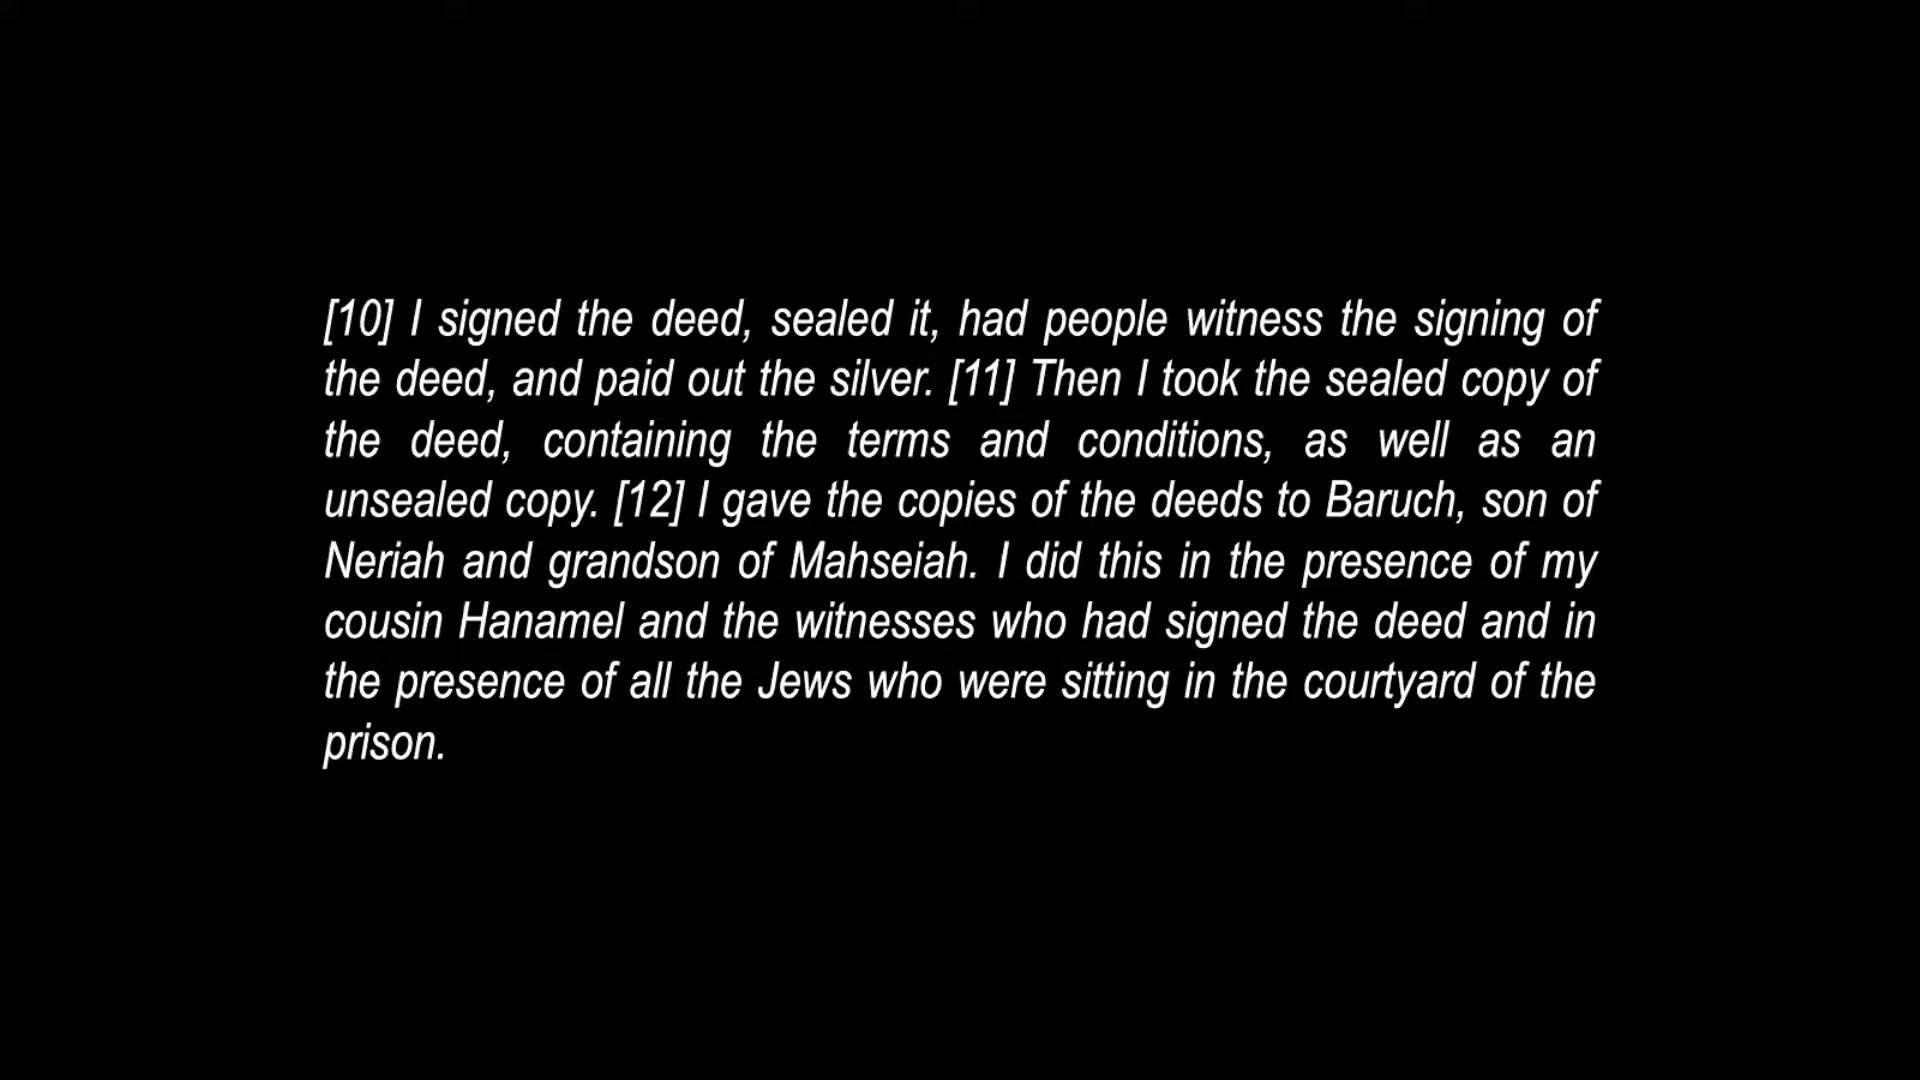 [10] I signed the deed, sealed it, had people witness the signing of
the deed, and paid out the silver. [11] Then I took the sealed copy of
the deed, containing the terms and conditions, as well as an
unsealed copy. [12] I gave the copies of the deeds to Baruch, son of
Neriah and grandson of Mahseiah. I did this in the presence of my
cousin Hanamel and the witnesses who had signed the deed and in
the presence of all the Jews who were sitting in the courtyard of the
prison.